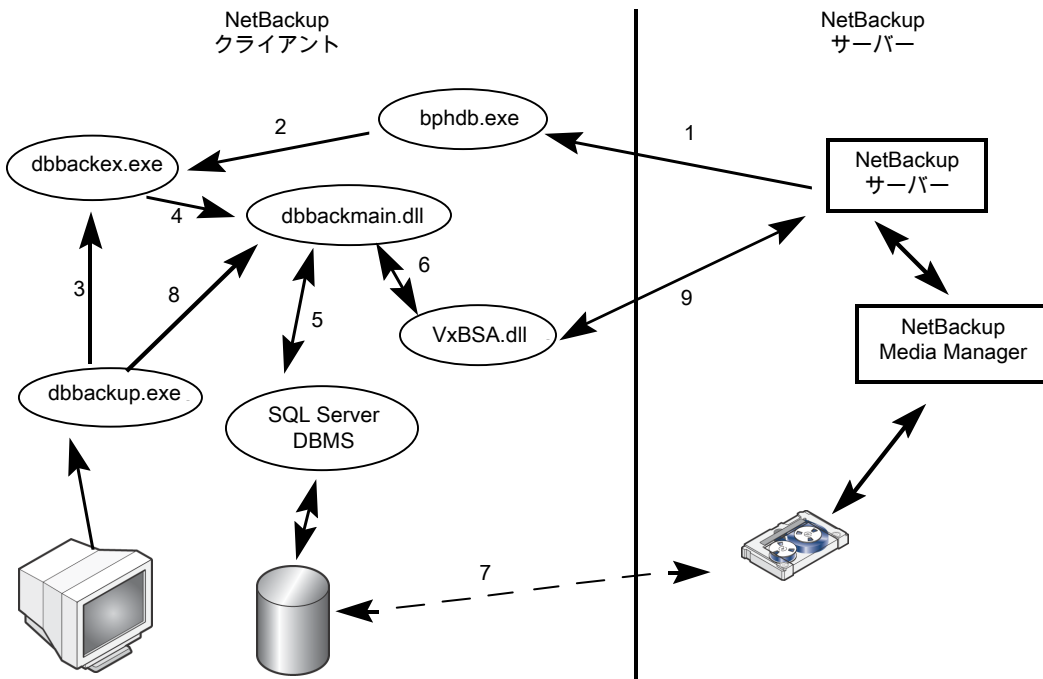 NetBackup
クライアント
NetBackup
サーバー
bphdb.exe
2
1
dbbackex.exe
NetBackup
サーバー
4
dbbackmain.dll
3
8
6
5
9
VxBSA.dll
NetBackup
Media Manager
dbbackup.exe
SQL Server
DBMS
7